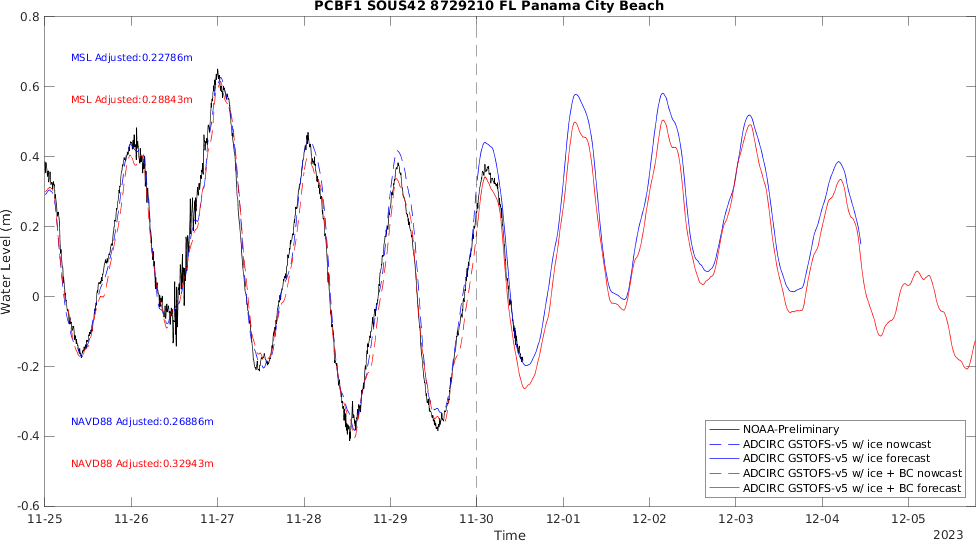 PCBF1 SOUS42 8729210 FL Panama City Beach
0.8
0.6
0.4
0.2
0
-0.2
-0.4
-0.6
Water Level (m)
MSL Adjusted:0.22786m
MSL Adjusted:0.28843m
NAVD88 Adjusted:0.26886m
NAVD88 Adjusted:0.32943m
NOAA-Preliminary
ADCIRC GSTOFS-v5 w/ ice nowcast
ADCIRC GSTOFS-v5 w/ ice forecast
ADCIRC GSTOFS-v5 w/ ice + BC nowcast
ADCIRC GSTOFS-v5 w/ ice + BC forecast
11-25 11-26 11-27 11-28 11-29 11-30 12-01 12-02 12-03 12-04 12-05
Time
2023